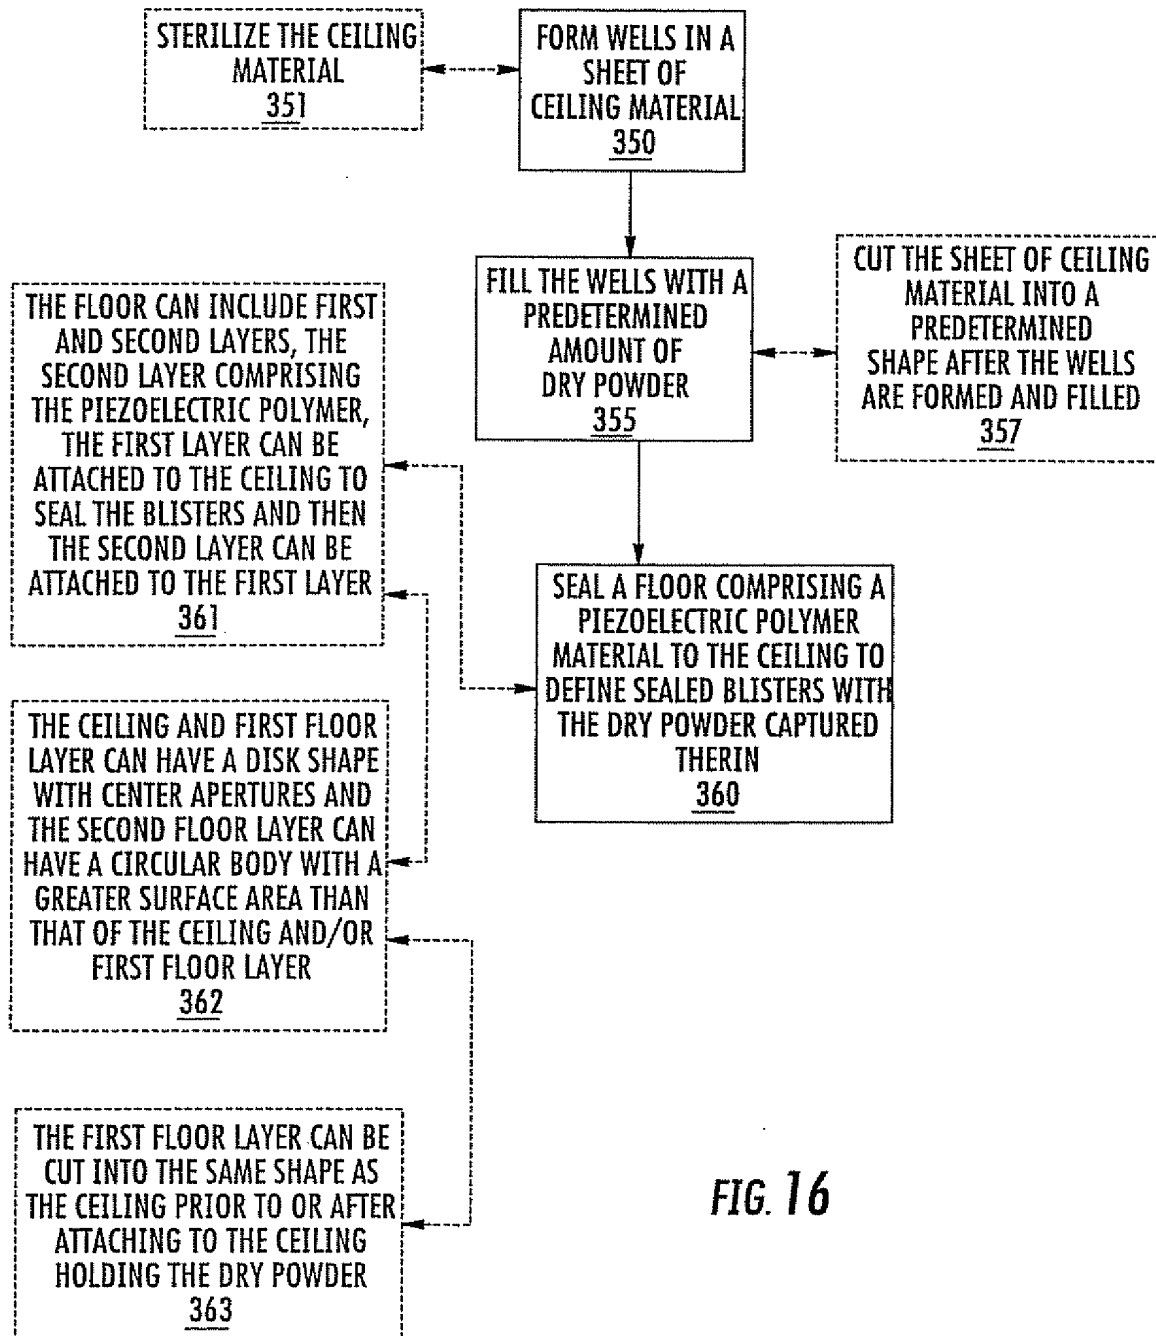 STERILIZE THE CEILING
MATERIAL
351
FORM WELLS IN A
SHEET OF
CEILING MATERIAL
350
FILL THE WELLS WITH A
PREDETERMINED
AMOUNT OF
DRY POWDER
355
CUT THE SHEET OF CEILING
MATERIAL INTO A
PREDETERMINED
SHAPE AFTER THE WELLS
ARE FORMED AND FILLED
357
THE FLOOR CAN INCLUDE FIRST
AND SECOND LAYERS, THE
SECOND LAYER COMPRISING
THE PIEZOELECTRIC POLYMER,
THE FIRST LAYER CAN BE
ATTACHED TO THE CEILING TO
SEAL THE BLISTERS AND THEN
THE SECOND LAYER CAN BE
ATTACHED TO THE FIRST LAYER
361
SEAL A FLOOR COMPRISING A
PIEZOELECTRIC POLYMER
MATERIAL TO THE CEILING TO
DEFINE SEALED BLISTERS WITH
THE DRY POWDER CAPTURED
THERIN
360
THE CEILING AND FIRST FLOOR
LAYER CAN HAVE A DISK SHAPE
WITH CENTER APERTURES AND
THE SECOND FLOOR LAYER CAN
HAVE A CIRCULAR BODY WITH A
GREATER SURFACE AREA THAN
THAT OF THE CEILING AND/OR
FIRST FLOOR LAYER
362
THE FIRST FLOOR LAYER CAN BE
CUT INTO THE SAME SHAPE AS
THE CEILING PRIOR TO OR AFTER
ATTACHING TO THE CEILING
HOLDING THE DRY POWDER
363
FIG. 16